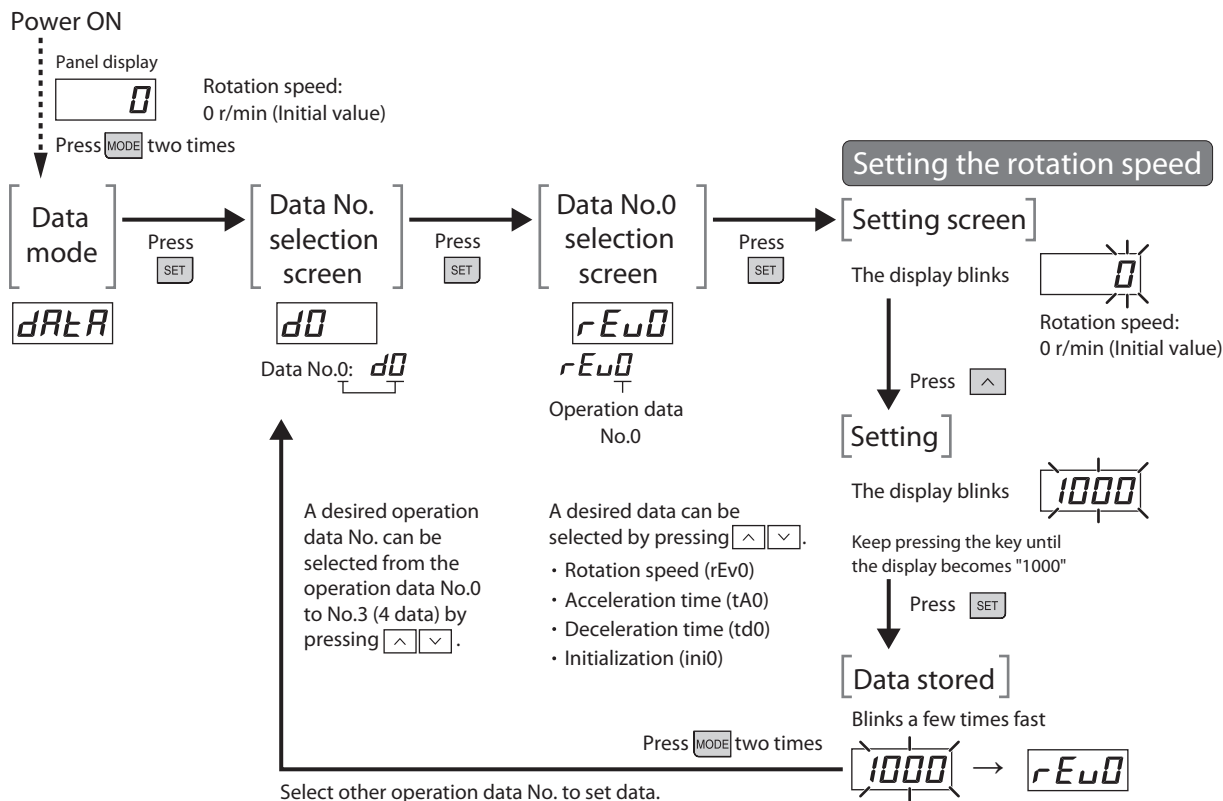 Power ON
Panel display
0
Rotation speed:
0 r/min (Initial value)
Press MODE two times
Setting the rotation speed
Data
mode
dAtA
Press
SET
Data No.
selection
screen
d0
Data No.0: d0
Press
SET
Data No.0
selection
screen
rEv0
rEv0
Operation data
No.0
Press
SET
Setting screen
The display blinks
0
Rotation speed:
0 r/min (Initial value)
Press ^
Setting
The display blinks
1000
Keep pressing the key until
the display becomes "1000"
Press SET
Data stored
Blinks a few times fast
1000 → rEv0
A desired operation
data No. can be
selected from the
operation data No.0
to No.3 (4 data) by
pressing ^ v .
A desired data can be
selected by pressing ^ v .
・Rotation speed (rEv0)
・Acceleration time (tA0)
・Deceleration time (td0)
・Initialization (ini0)
Press MODE two times
Select other operation data No. to set data.